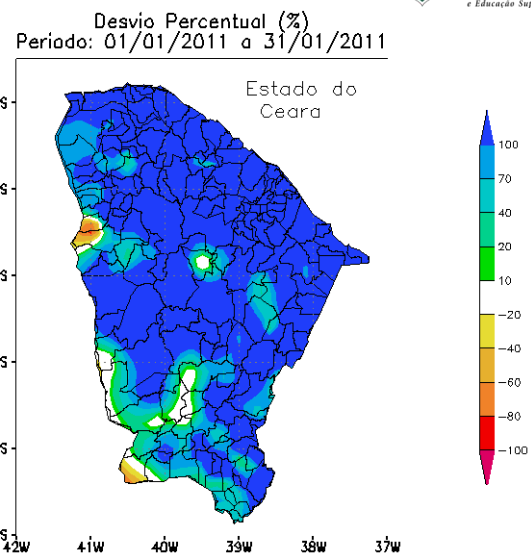 e Educação Sup
Desvio Percentual (%)
Periodo: 01/01/2011 a 31/01/2011
Estado do
Ceara
100
70
40
20
10
−20
−40
−60
−80
−100
S
S
S
S
S
S
42W 41W 40W 39W 38W 37W